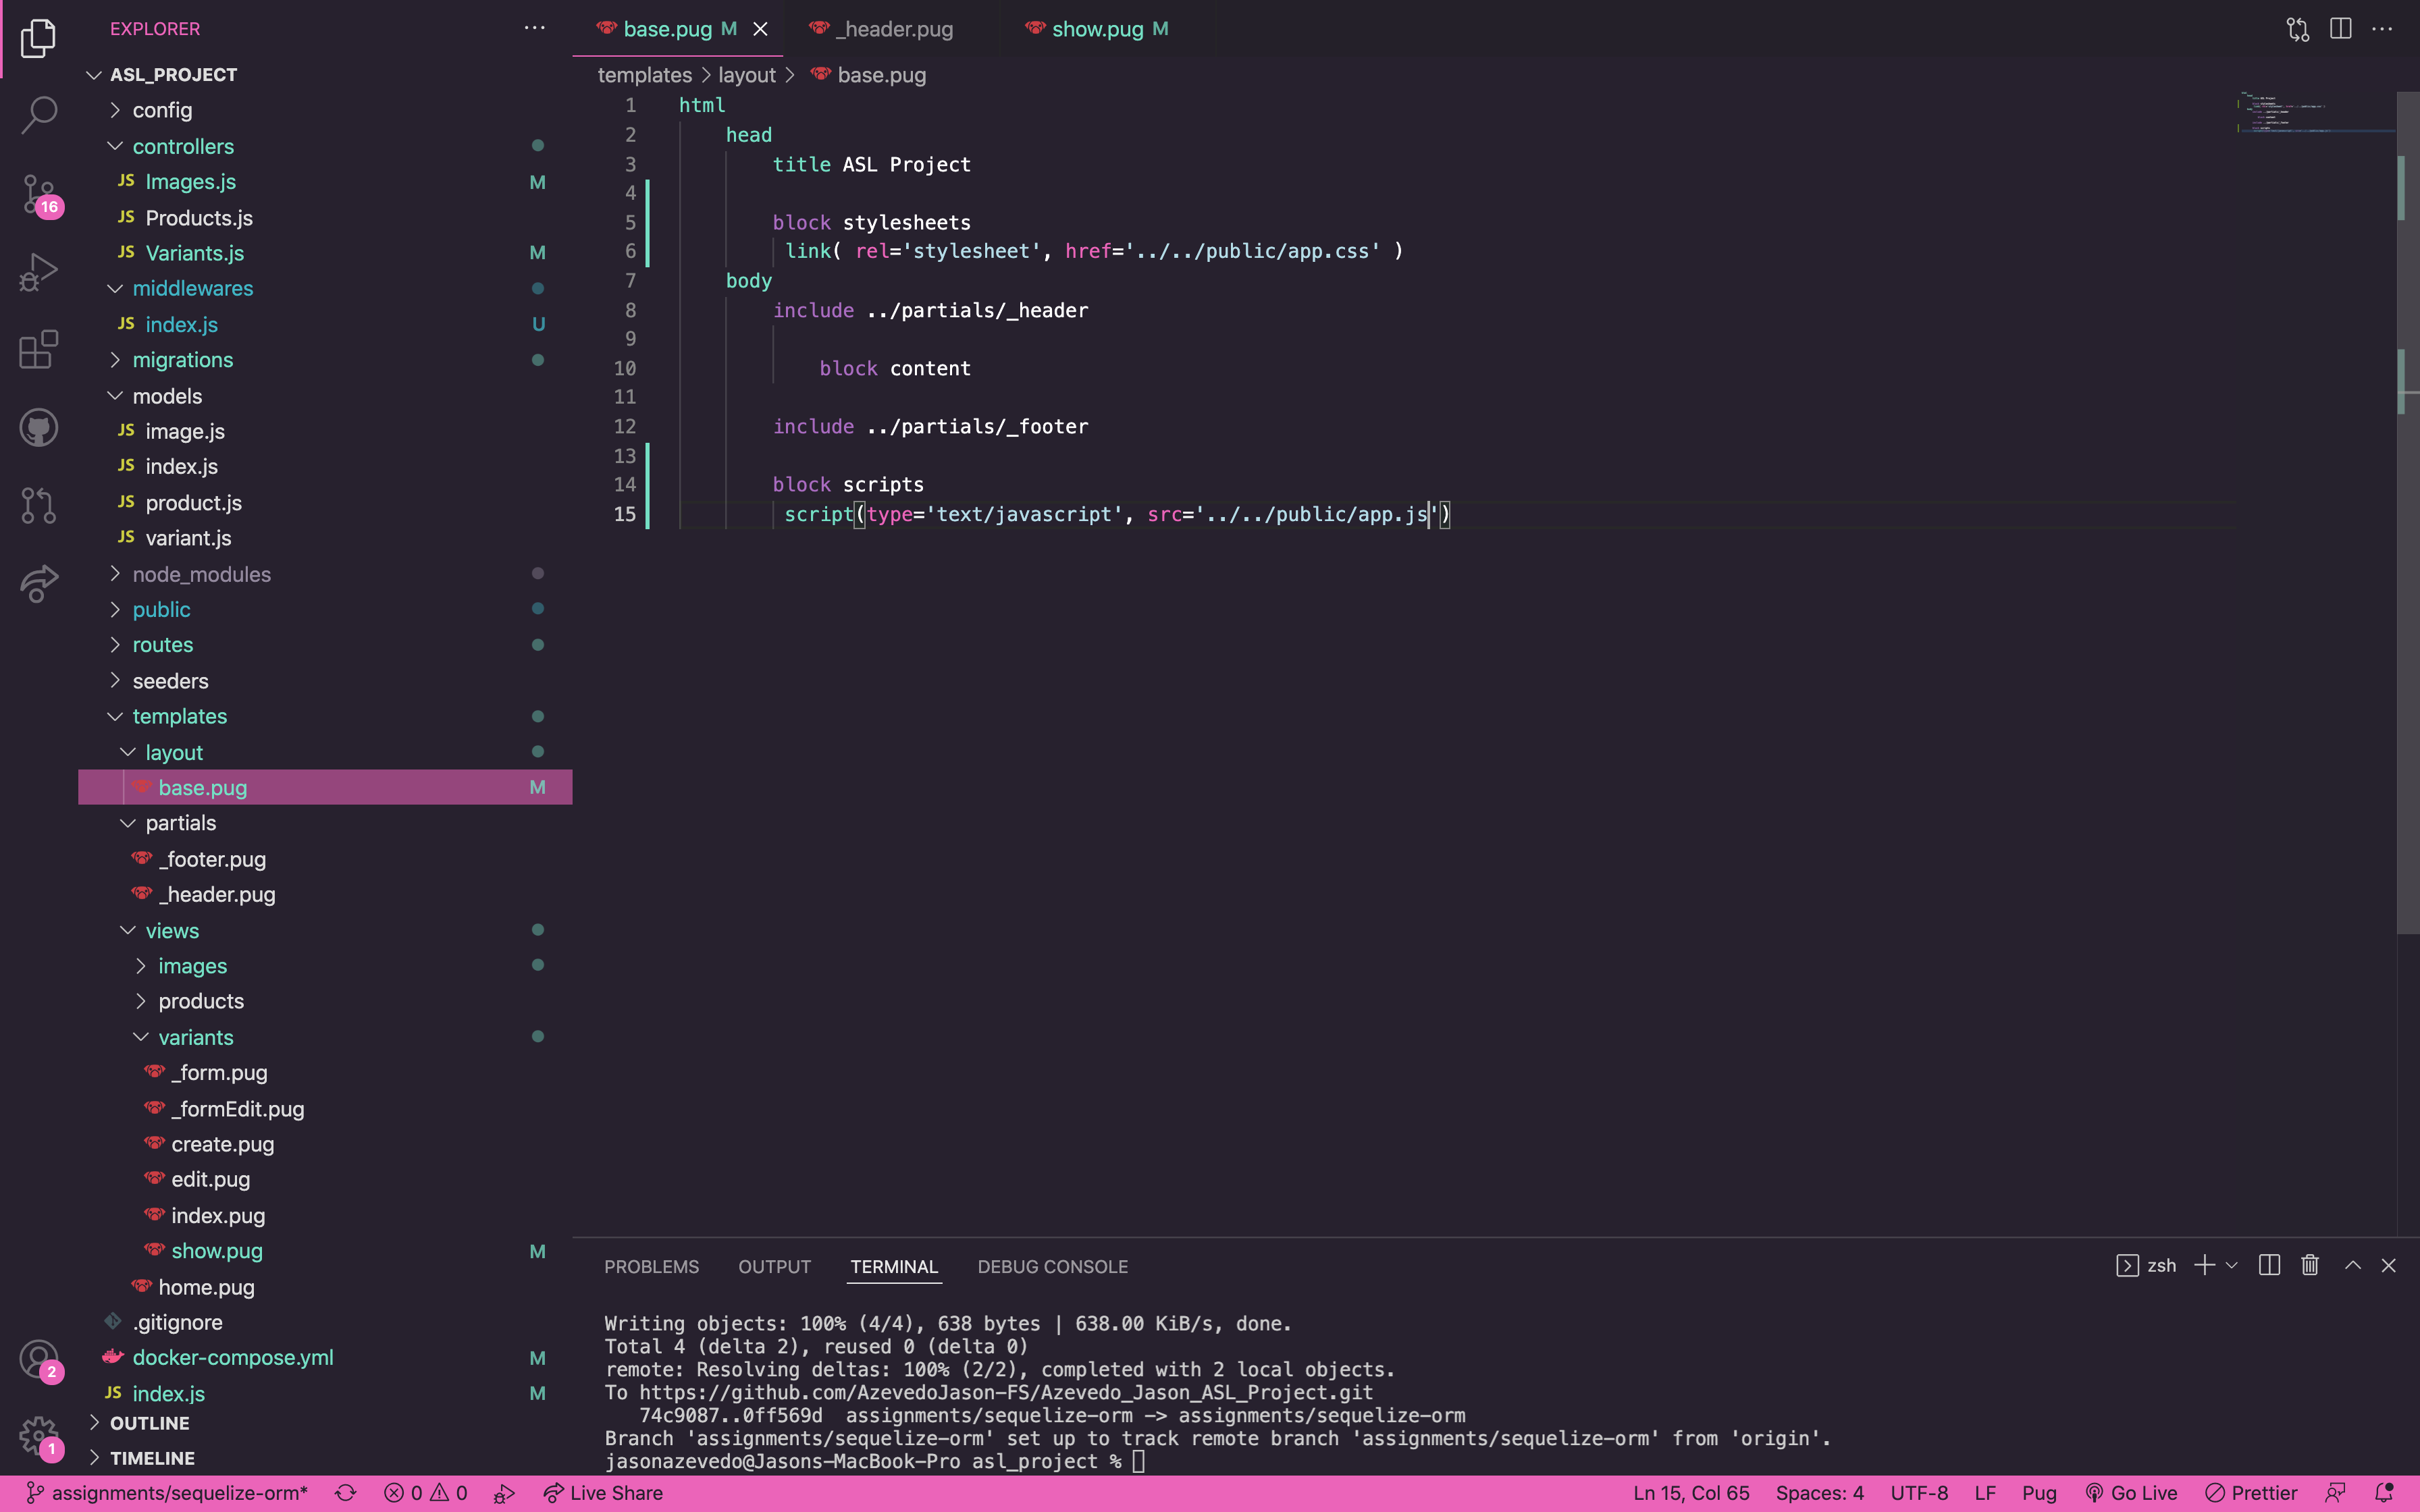 EXPLORER
ASL_PROJECT
config
controllers
JS Images.js M
JS Products.js
JS Variants.js M
middlewares
JS index.js U
migrations
models
JS image.js
JS index.js
JS product.js
JS variant.js
node_modules
public
routes
seeders
templates
layout
base.pug M
partials
_footer.pug
_header.pug
views
images
products
variants
_form.pug
_formEdit.pug
create.pug
edit.pug
index.pug
show.pug M
home.pug
.gitignore
docker-compose.yml M
JS index.js M
OUTLINE
TIMELINE
16
2
1
base.pug M
_header.pug
show.pug M
templates > layout > base.pug
1 html
2 head
3 title ASL Project
4
5 block stylesheets
6 link( rel='stylesheet', href='../../public/app.css' )
7 body
8 include ../partials/_header
9
10 block content
11
12 include ../partials/_footer
13
14 block scripts
15 script(type='text/javascript', src='../../public/app.js')
PROBLEMS OUTPUT TERMINAL DEBUG CONSOLE
zsh
Writing objects: 100% (4/4), 638 bytes | 638.00 KiB/s, done.
Total 4 (delta 2), reused 0 (delta 0)
remote: Resolving deltas: 100% (2/2), completed with 2 local objects.
To https://github.com/AzevedoJason-FS/Azevedo_Jason_ASL_Project.git
74c9087..0ff569d assignments/sequelize-orm -> assignments/sequelize-orm
Branch 'assignments/sequelize-orm' set up to track remote branch 'assignments/sequelize-orm' from 'origin'.
jasonazevedo@Jasons-MacBook-Pro asl_project %
assignments/sequelize-orm* 0 0 Live Share Ln 15, Col 65 Spaces: 4 UTF-8 LF Pug Go Live Prettier